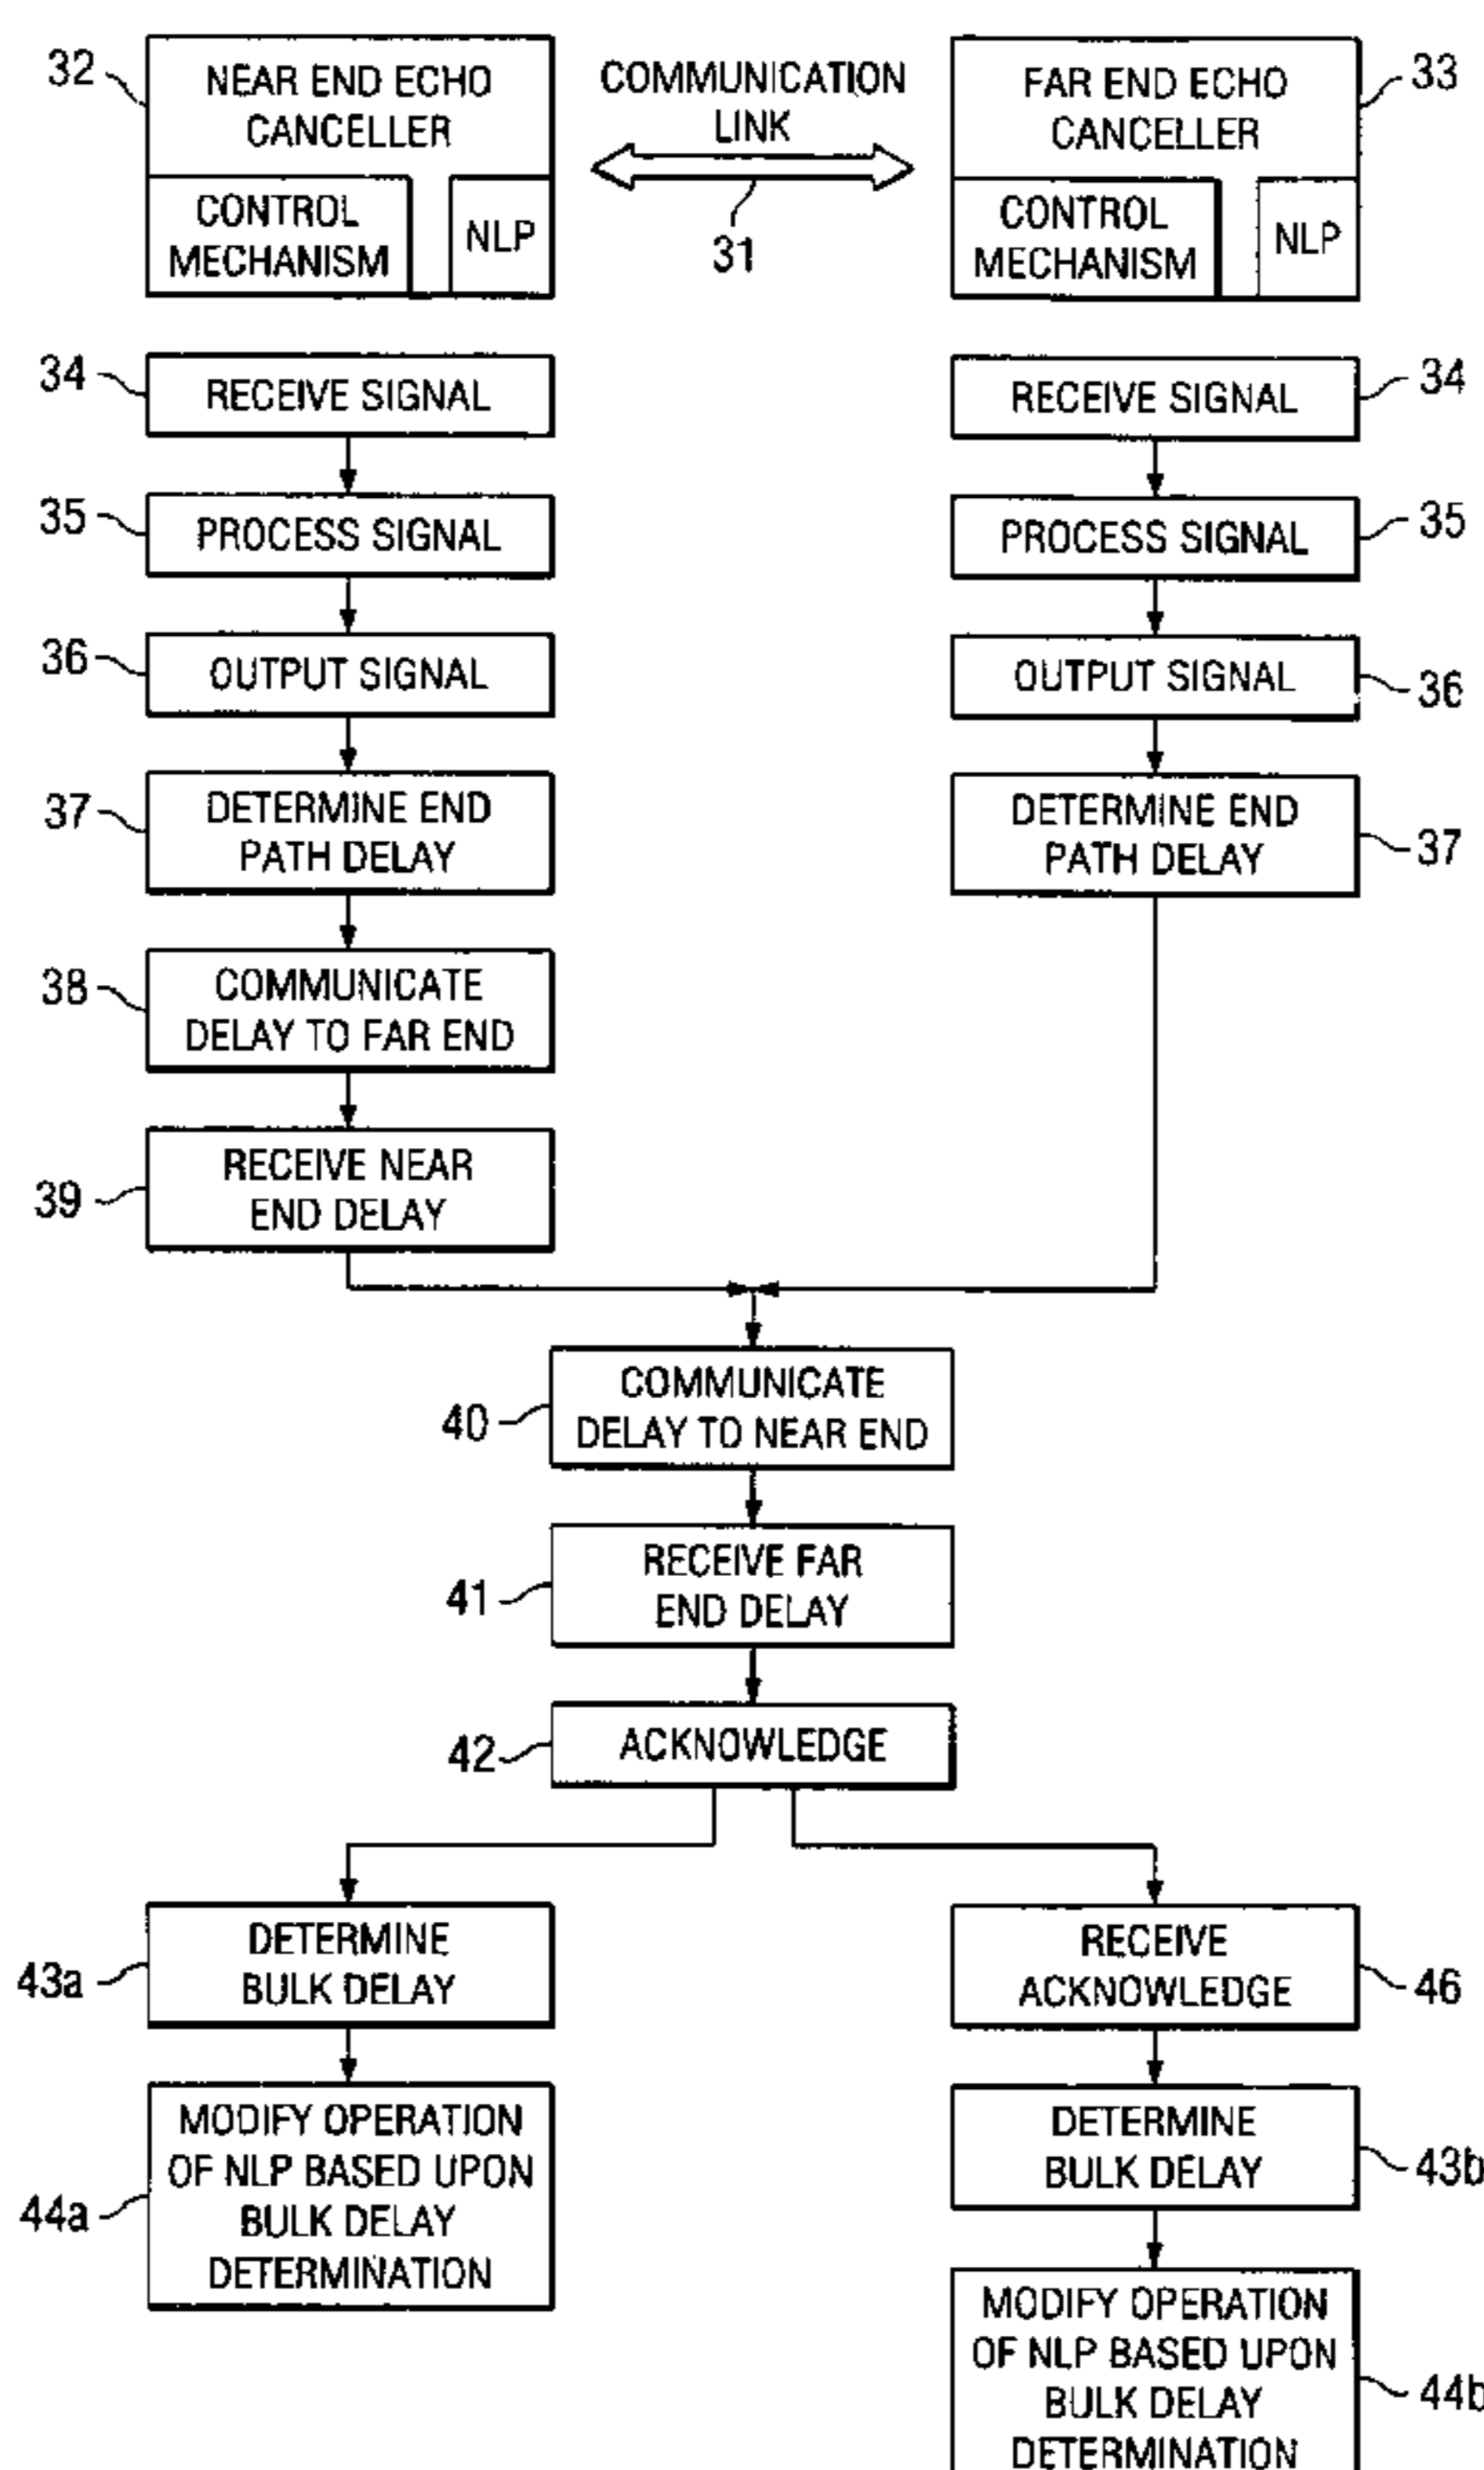 32
NEAR END ECHO
CANCELLER
CONTROL
MECHANISM
NLP
COMMUNICATION
LINK
31
FAR END ECHO
CANCELLER
33
CONTROL
MECHANISM
NLP
34
RECEIVE SIGNAL
RECEIVE SIGNAL
34
35
PROCESS SIGNAL
PROCESS SIGNAL
35
36
OUTPUT SIGNAL
OUTPUT SIGNAL
36
37
DETERMINE END
PATH DELAY
DETERMINE END
PATH DELAY
37
38
COMMUNICATE
DELAY TO FAR END
39
RECEIVE NEAR
END DELAY
40
COMMUNICATE
DELAY TO NEAR END
41
RECEIVE FAR
END DELAY
42
ACKNOWLEDGE
43a
DETERMINE
BULK DELAY
RECEIVE
ACKNOWLEDGE
46
44a
MODIFY OPERATION
OF NLP BASED UPON
BULK DELAY
DETERMINATION
DETERMINE
BULK DELAY
43b
MODIFY OPERATION
OF NLP BASED UPON
BULK DELAY
DETERMINATION
44b